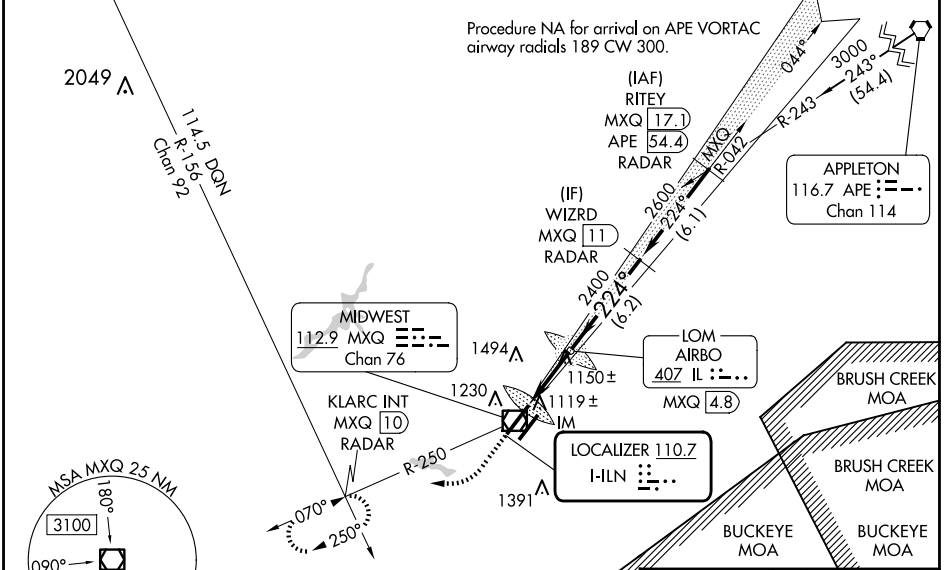 Procedure NA for arrival on APE VORTAC
airway radials 189 CW 300.
2049
114.5 DQN
R-156
Chan 92
(IAF)
RITEY
MXQ 17.1
APE 54.4
RADAR
044°
3000
243°
(54.4)
R-243
MXQ
R-042
APPLETON
116.7 APE
Chan 114
(IF)
WIZRD
MXQ 11
RADAR
2600
224°
(6.1)
2400
224°
(6.2)
MIDWEST
112.9 MXQ
Chan 76
1494
1150 ±
LOM
AIRBO
407 IL
MXQ 4.8
1230
1119 ±
IM
KLARC INT
MXQ 10
RADAR
R-250
LOCALIZER 110.7
I-ILN
1391
070°
250°
BRUSH CREEK
MOA
BRUSH CREEK
MOA
BUCKEYE
MOA
BUCKEYE
MOA
MSA MXQ 25 NM
180°
3100
090°